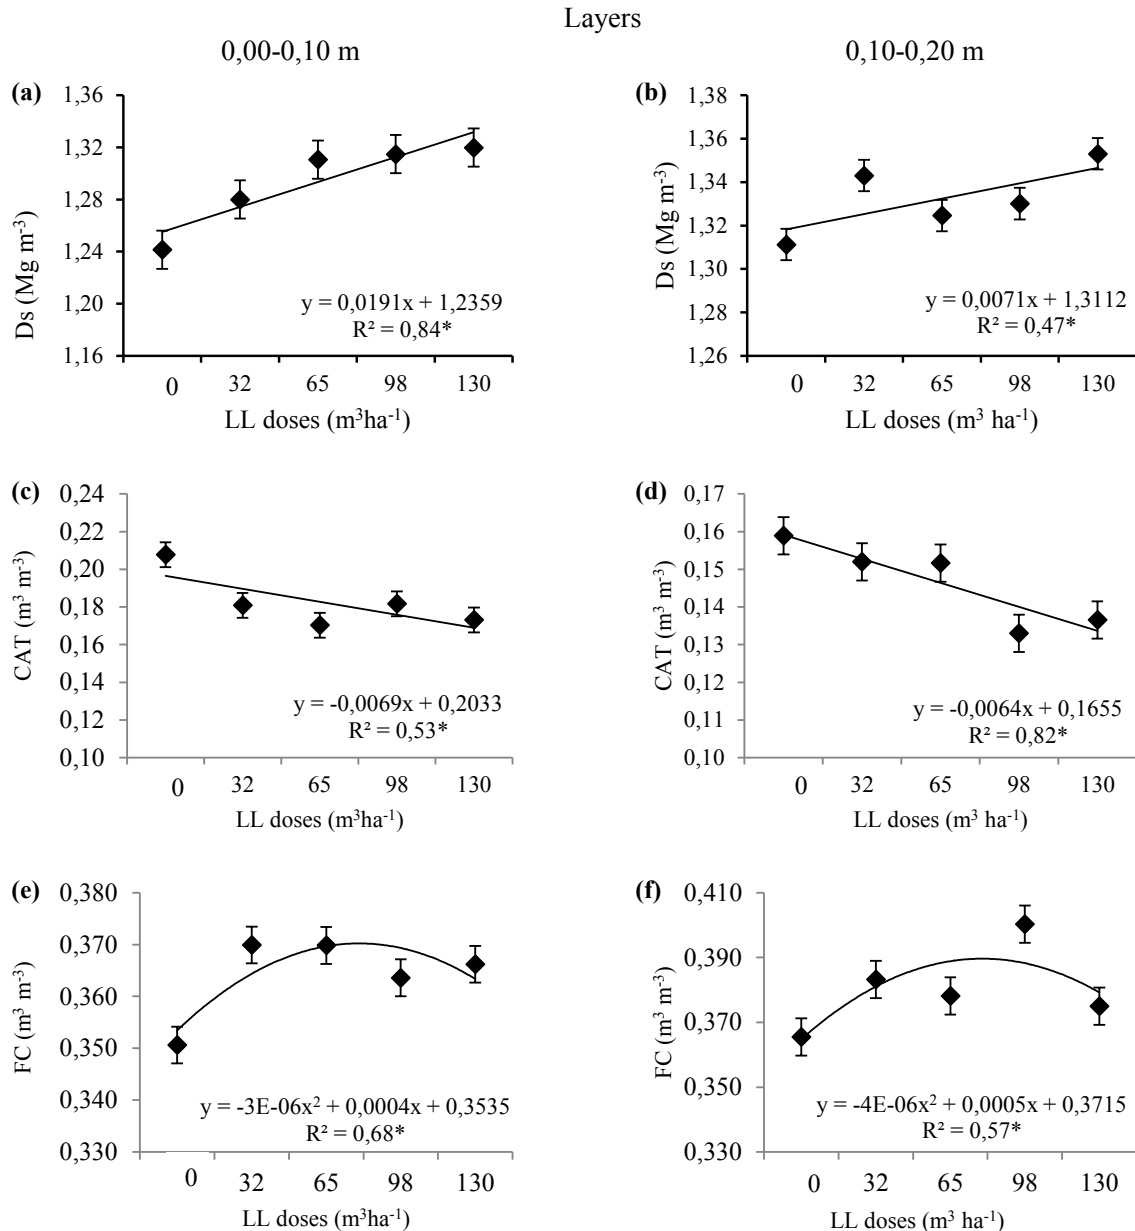 Layers
0,00-0,10 m
0,10-0,20 m
(a)
1,36
1,32
1,28
1,24
1,20
1,16
Ds (Mg m⁻³)
y = 0,0191x + 1,2359
R² = 0,84*
0 32 65 98 130
LL doses (m³ha⁻¹)
(b)
1,38
1,36
1,34
1,32
1,30
1,28
1,26
Ds (Mg m⁻³)
y = 0,0071x + 1,3112
R² = 0,47*
0 32 65 98 130
LL doses (m³ ha⁻¹)
(c)
0,24
0,22
0,20
0,18
0,16
0,14
0,12
0,10
CAT (m³ m⁻³)
y = -0,0069x + 0,2033
R² = 0,53*
0 32 65 98 130
LL doses (m³ha⁻¹)
(d)
0,17
0,16
0,15
0,14
0,13
0,12
0,11
0,10
CAT (m³ m⁻³)
y = -0,0064x + 0,1655
R² = 0,82*
0 32 65 98 130
LL doses (m³ ha⁻¹)
(e)
0,380
0,370
0,360
0,350
0,340
0,330
FC (m³ m⁻³)
y = -3E-06x² + 0,0004x + 0,3535
R² = 0,68*
0 32 65 98 130
LL doses (m³ha⁻¹)
(f)
0,410
0,390
0,370
0,350
0,330
FC (m³ m⁻³)
y = -4E-06x² + 0,0005x + 0,3715
R² = 0,57*
0 32 65 98 130
LL doses (m³ ha⁻¹)